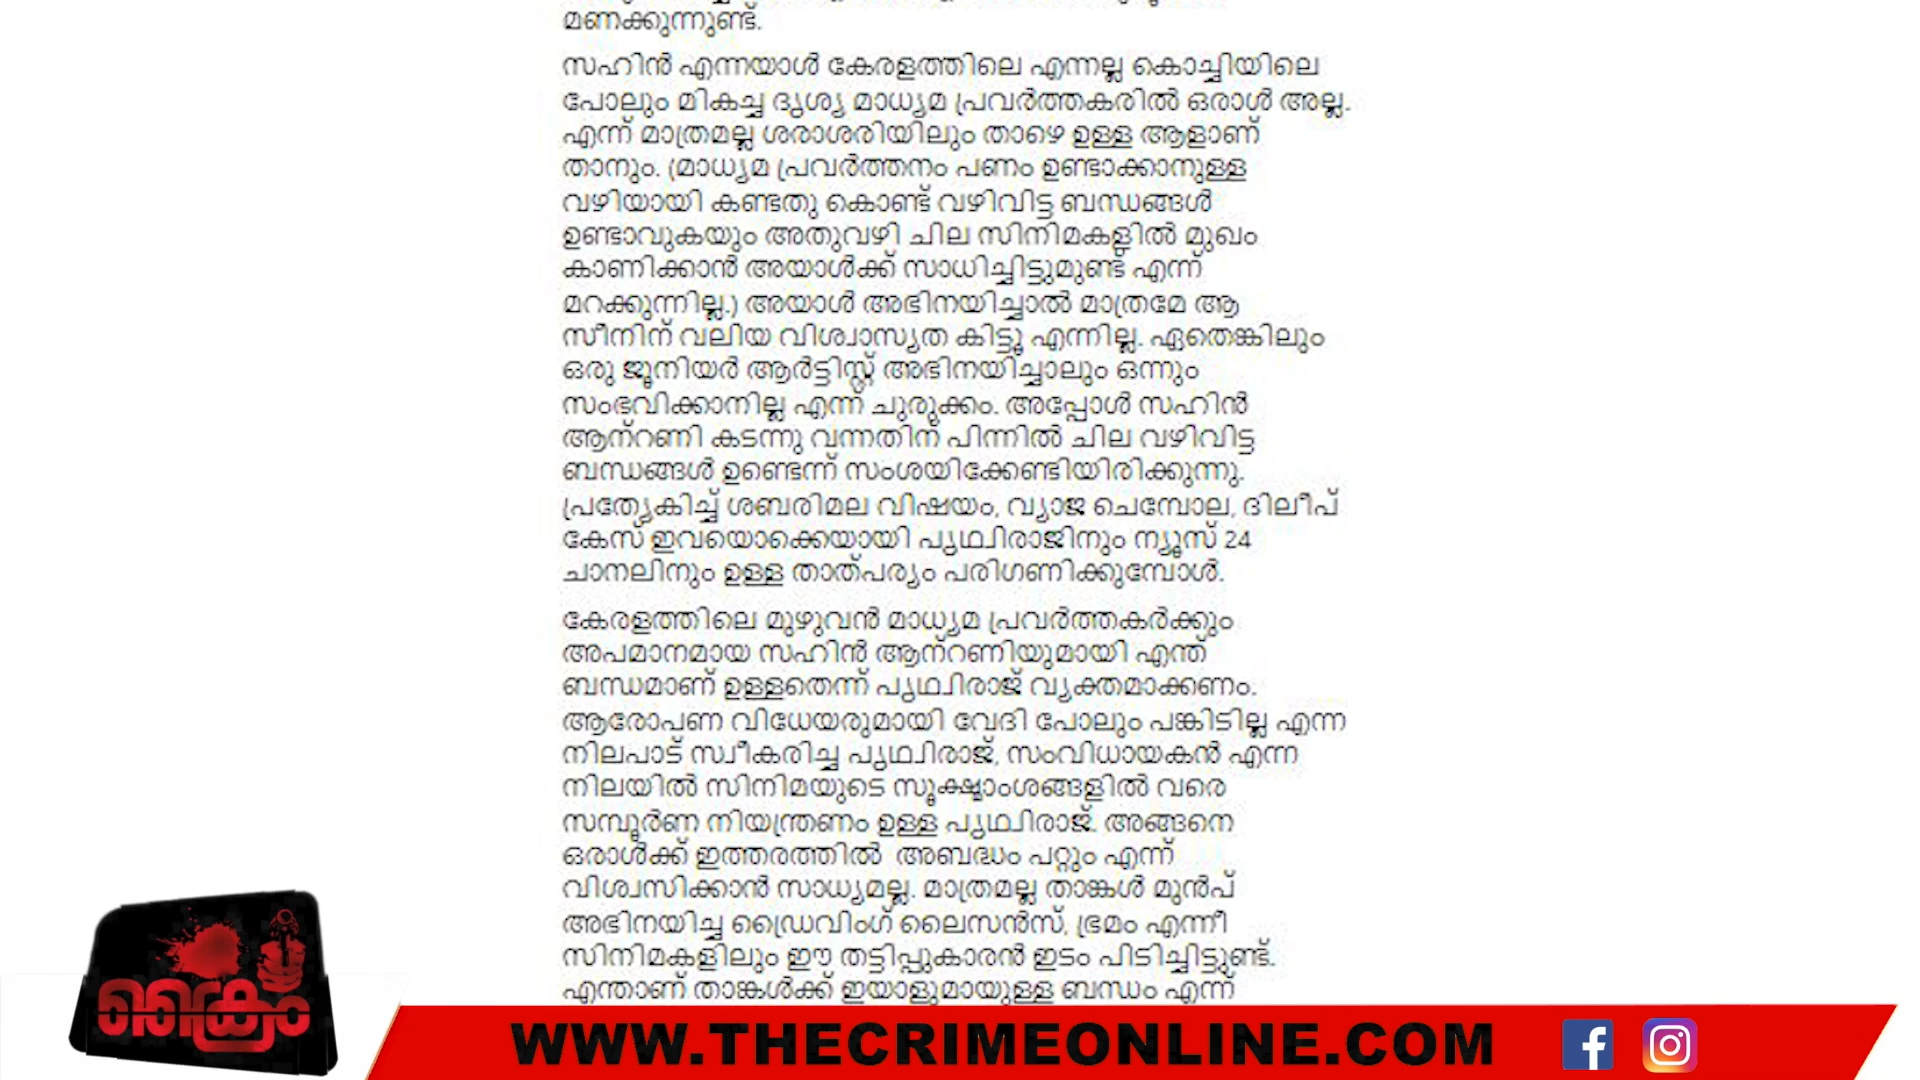 മണക്കുന്നുണ്ട്.
സഹിൻ എന്നയാൾ കേരളത്തിലെ എന്നല്ല കൊച്ചിയിലെ
പോലും മികച്ച ദൃശ്യ മാധ്യമ പ്രവർത്തകരിൽ ഒരാൾ അല്ല.
എന്ന് മാത്രമല്ല ശരാശരിയിലും താഴെ ഉള്ള ആളാണ്
താനും. (മാധ്യമ പ്രവർത്തനം പണം ഉണ്ടാക്കാനുള്ള
വഴിയായി കണ്ടതു കൊണ്ട് വഴിവിട്ട ബന്ധങ്ങൾ
ഉണ്ടാവുകയും അതുവഴി ചില സിനിമകളിൽ മുഖം
കാണിക്കാൻ അയാൾക്ക് സാധിച്ചിട്ടുമുണ്ട് എന്ന്
മറക്കുന്നില്ല.) അയാൾ അഭിനയിച്ചാൽ മാത്രമേ ആ
സീനിന് വലിയ വിശ്വാസ്യത കിട്ടൂ എന്നില്ല. ഏതെങ്കിലും
ഒരു ജൂനിയർ ആർട്ടിസ്റ്റ് അഭിനയിച്ചാലും ഒന്നും
സംഭവിക്കാനില്ല എന്ന് ചുരുക്കം. അപ്പോൾ സഹിൻ
ആന്റണി കടന്നു വന്നതിന് പിന്നിൽ ചില വഴിവിട്ട
ബന്ധങ്ങൾ ഉണ്ടെന്ന് സംശയിക്കേണ്ടിയിരിക്കുന്നു.
പ്രത്യേകിച്ച് ശബരിമല വിഷയം, വ്യാജ ചെമ്പോല, ദിലീപ്
കേസ് ഇവയൊക്കെയായി പൃഥ്വിരാജിനും ന്യൂസ് 24
ചാനലിനും ഉള്ള താത്പര്യം പരിഗണിക്കുമ്പോൾ.
കേരളത്തിലെ മുഴുവൻ മാധ്യമ പ്രവർത്തകർക്കും
അപമാനമായ സഹിൻ ആന്റണിയുമായി എന്ത്
ബന്ധമാണ് ഉള്ളതെന്ന് പൃഥ്വിരാജ് വ്യക്തമാക്കണം.
ആരോപണ വിധേയരുമായി വേദി പോലും പങ്കിടില്ല എന്ന
നിലപാട് സ്വീകരിച്ച പൃഥ്വിരാജ്, സംവിധായകൻ എന്ന
നിലയിൽ സിനിമയുടെ സൂക്ഷ്മാംശങ്ങളിൽ വരെ
സമ്പൂർണ നിയന്ത്രണം ഉള്ള പൃഥ്വിരാജ്. അങ്ങനെ
ഒരാൾക്ക് ഇത്തരത്തിൽ അബദ്ധം പറ്റും എന്ന്
വിശ്വസിക്കാൻ സാധ്യമല്ല. മാത്രമല്ല താങ്കൾ മുൻപ്
അഭിനയിച്ച ഡ്രൈവിംഗ് ലൈസൻസ്, ഭ്രമം എന്നീ
സിനിമകളിലും ഈ തട്ടിപ്പുകാരൻ ഇടം പിടിച്ചിട്ടുണ്ട്.
എന്താണ് താങ്കൾക്ക് ഇയാളുമായുള്ള ബന്ധം എന്ന്
ക്രൈം
WWW.THECRIMEONLINE.COM